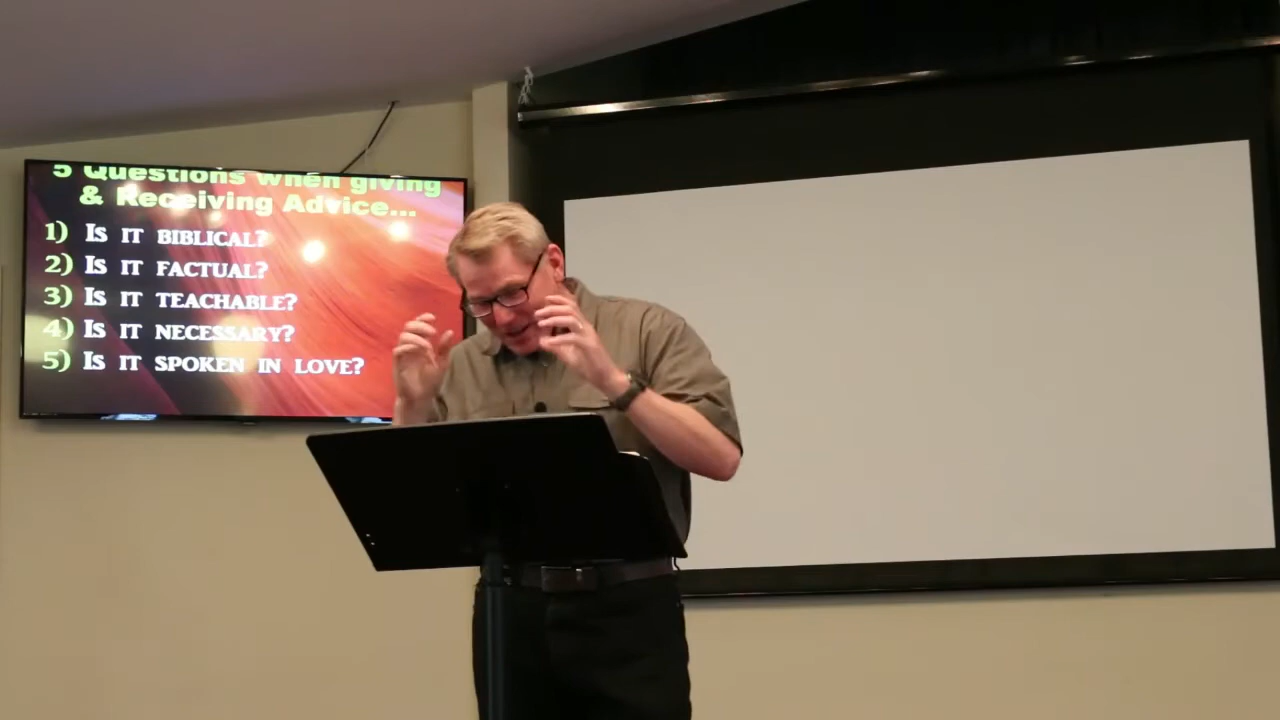 5 Questions when giving
& Receiving Advice...
1) Is it biblical?
2) Is it factual?
3) Is it teachable?
4) Is it necessary?
5) Is it spoken in love?